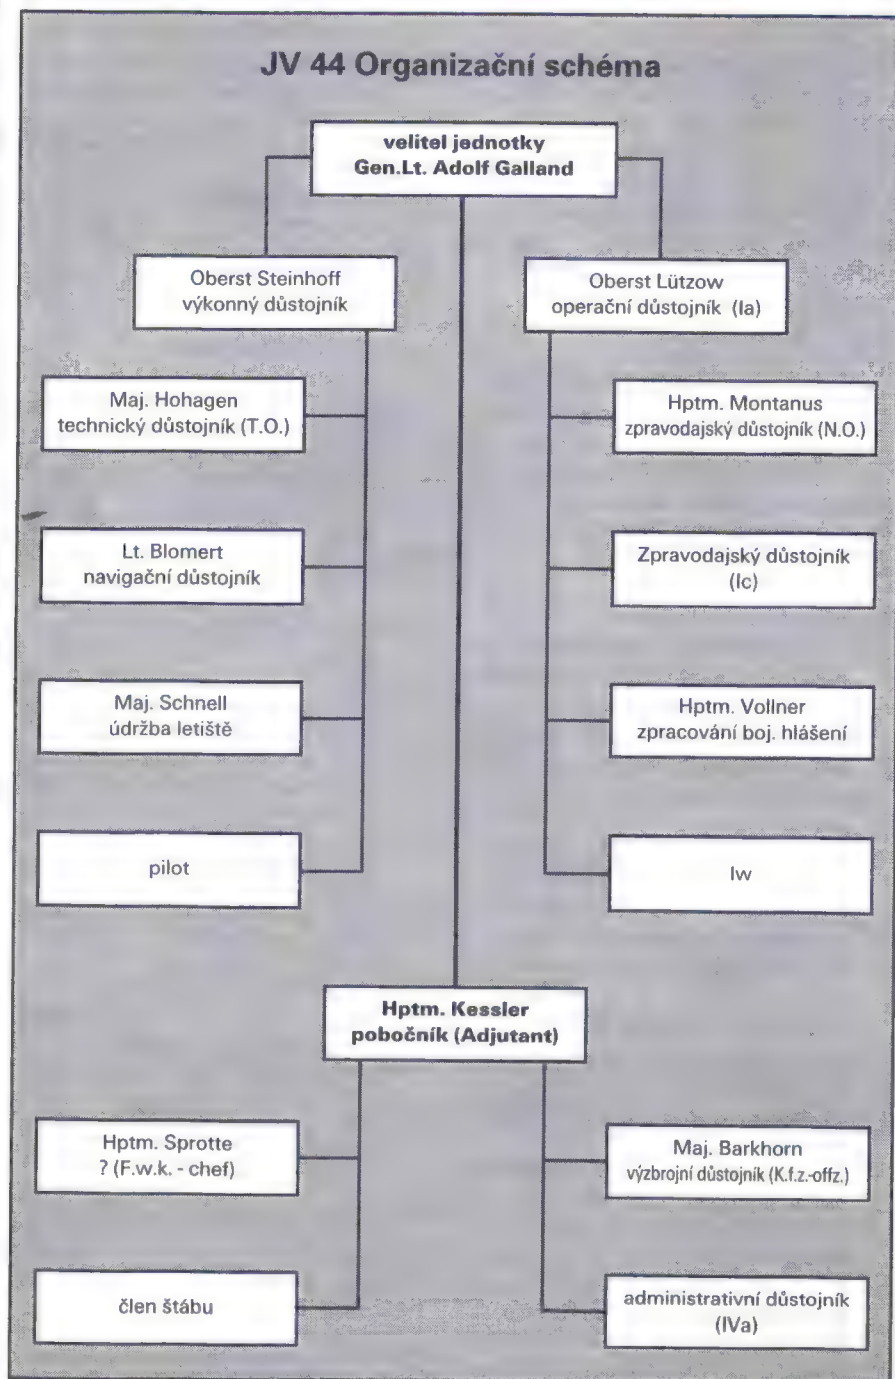 JV 44 Organizační schéma
velitel jednotky
Gen.Lt. Adolf Galland
Oberst Steinhoff
výkonný důstojník
Oberst Lützow
operační důstojník (Ia)
Maj. Hohagen
technický důstojník (T.O.)
Hptm. Montanus
zpravodajský důstojník (N.O.)
Lt. Blomert
navigační důstojník
Zpravodajský důstojník
(Ic)
Maj. Schnell
údržba letiště
Hptm. Vollner
zpracování boj. hlášení
pilot
Iw
Hptm. Kessler
pobočník (Adjutant)
Hptm. Sprotte
? (F.w.k. - chef)
Maj. Barkhorn
výzbrojní důstojník (K.f.z.-offz.)
člen štábu
administrativní důstojník
(IVa)